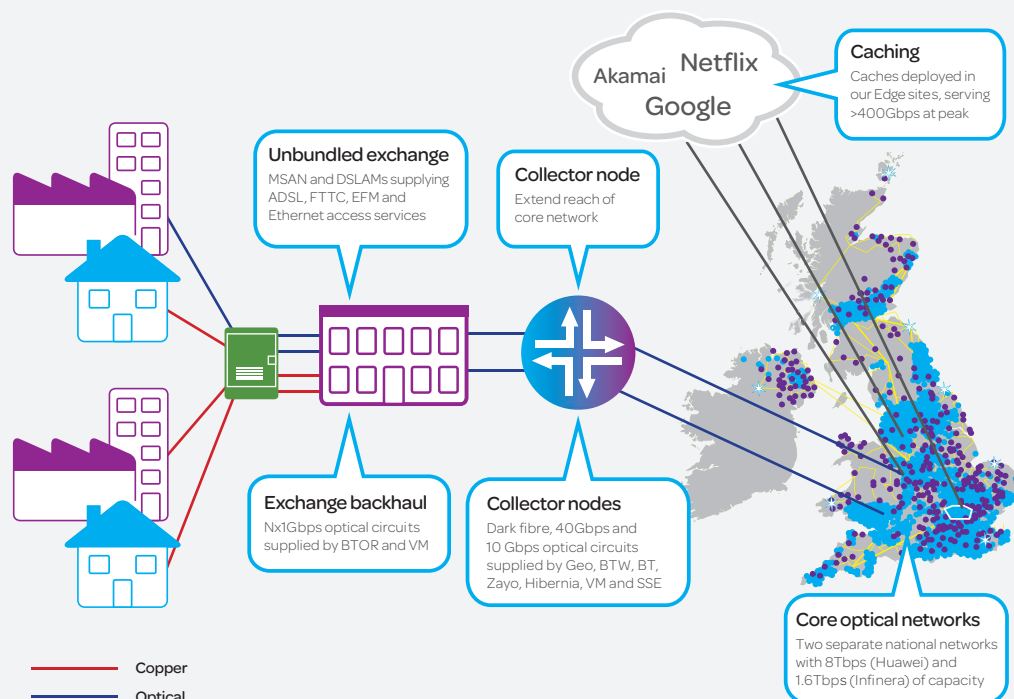 Akamai
Netflix
Google
Caching
Caches deployed in
our Edge sites, serving
>400Gbps at peak
Unbundled exchange
MSAN and DSLAMs supplying
ADSL, FTTC, EFM and
Ethernet access services
Collector node
Extend reach of
core network
Exchange backhaul
Nx1Gbps optical circuits
supplied by BTOR and VM
Collector nodes
Dark fibre, 40Gbps and
10 Gbps optical circuits
supplied by Geo, BTW, BT,
Zayo, Hibernia, VM and SSE
Core optical networks
Two separate national networks
with 8Tbps (Huawei) and
1.6Tbps (Infinera) of capacity
Copper
Optical